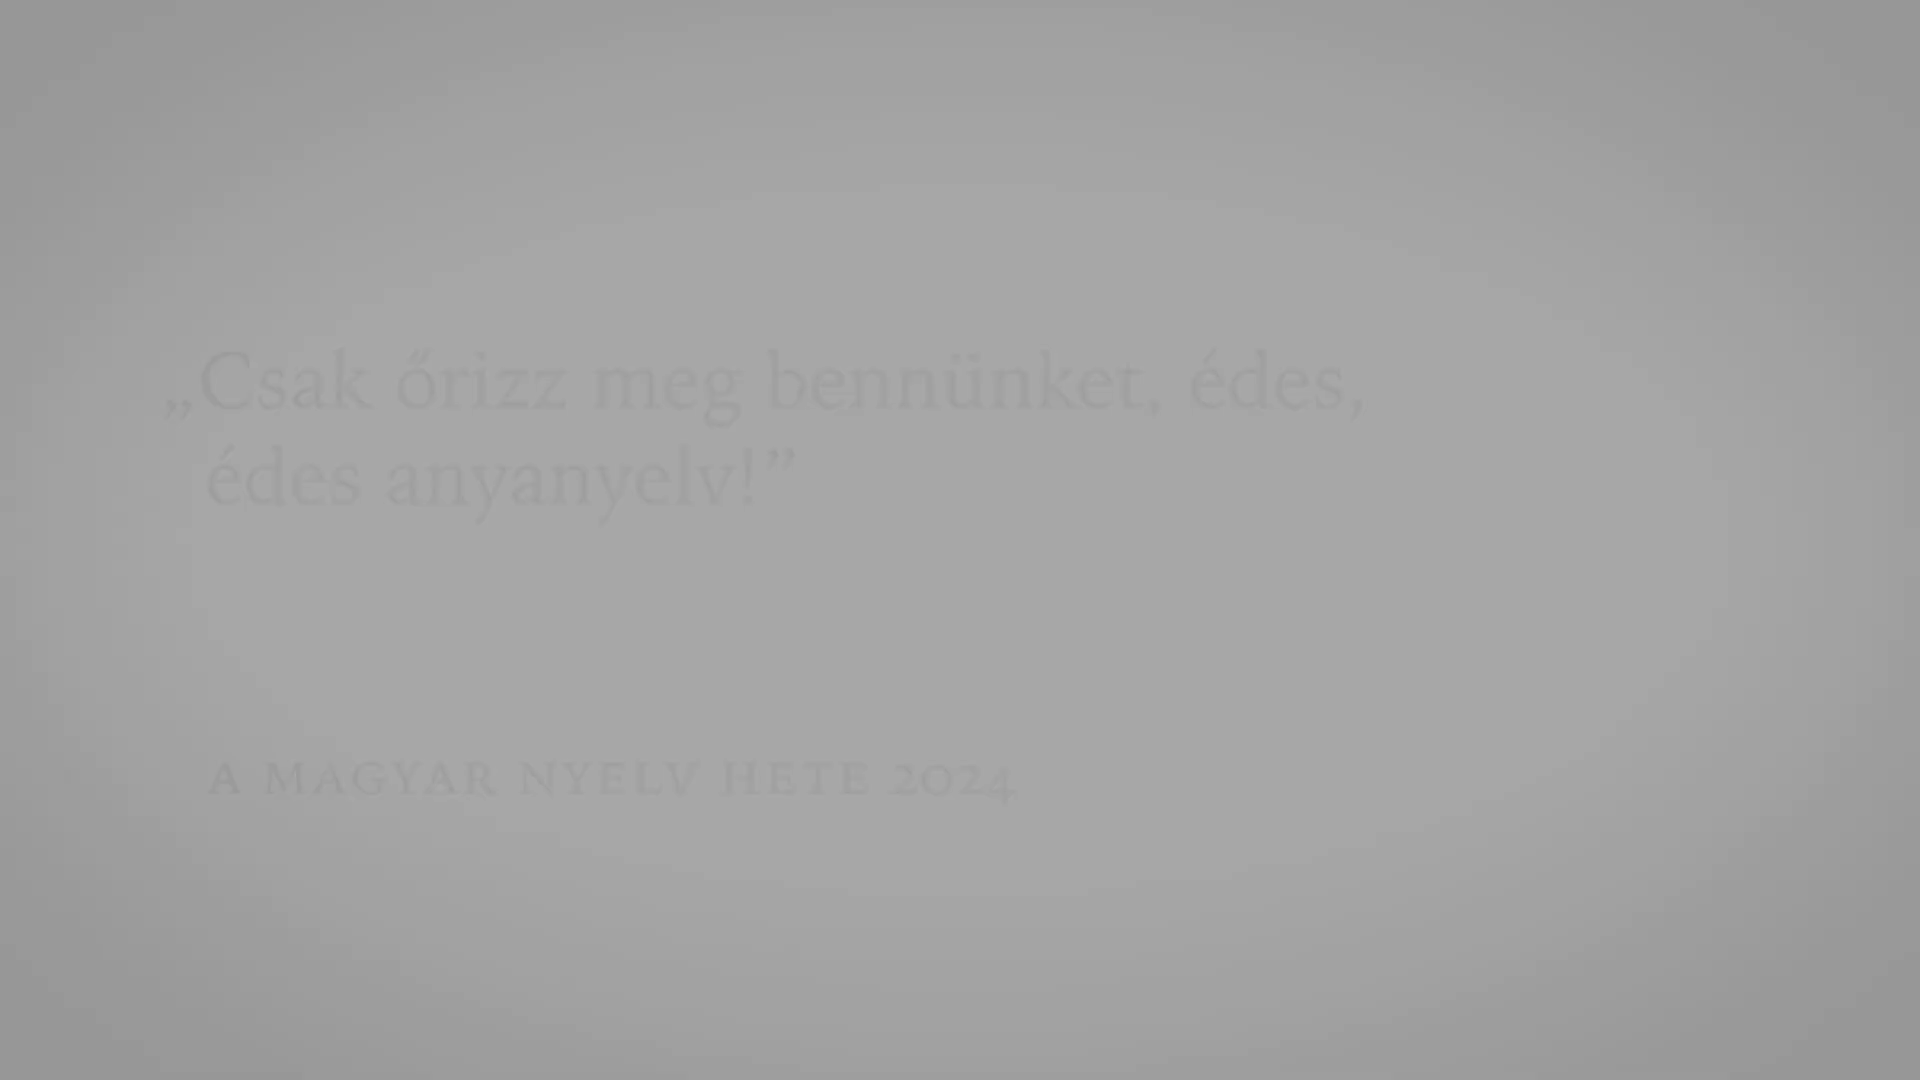 „Csak őrizz meg bennünket, édes,
édes anyanyelv!”
A MAGYAR NYELV HETE 2024